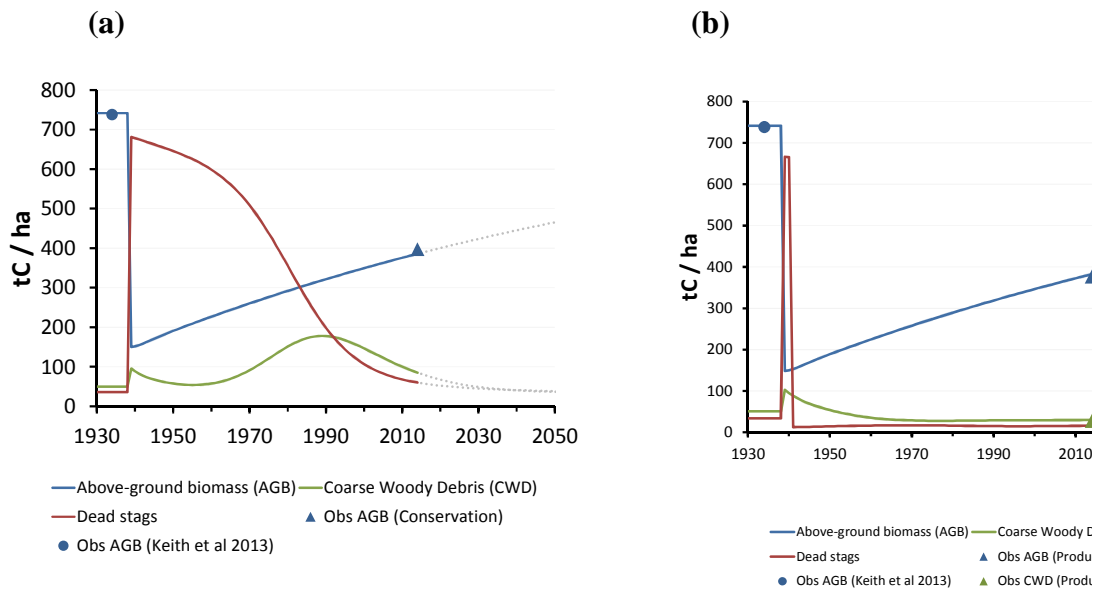 (a)
(b)
800
700
600
500
400
300
200
100
0
tC / ha
1930
1950
1970
1990
2010
2030
2050
Above-ground biomass (AGB)
Coarse Woody Debris (CWD)
Dead stags
Obs AGB (Conservation)
Obs AGB (Keith et al 2013)
800
700
600
500
400
300
200
100
0
tC / ha
1930
1950
1970
1990
2010
Above-ground biomass (AGB)
Coarse Woody D
Dead stags
Obs AGB (Produ
Obs AGB (Keith et al 2013)
Obs CWD (Produ